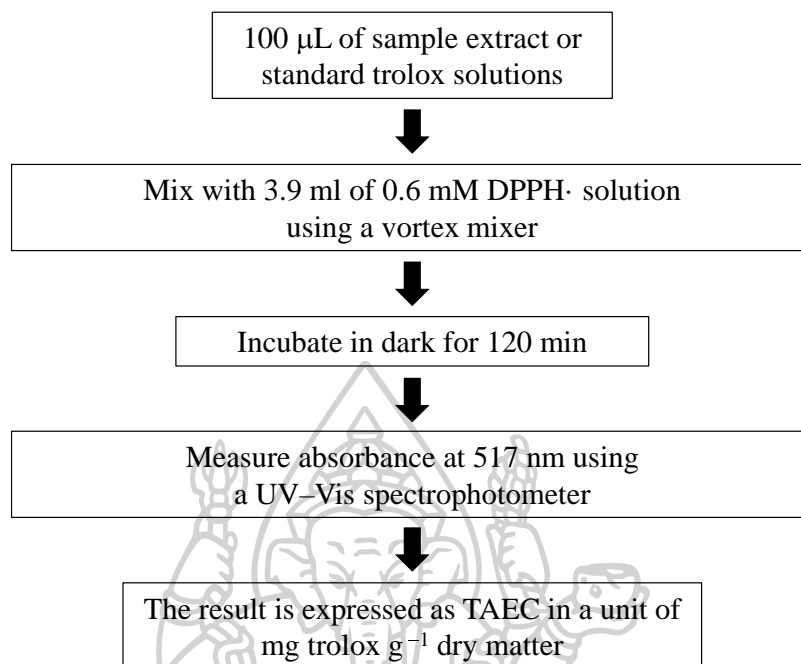 100 μL of sample extract or
standard trolox solutions
Mix with 3.9 ml of 0.6 mM DPPH· solution
using a vortex mixer
Incubate in dark for 120 min
Measure absorbance at 517 nm using
a UV–Vis spectrophotometer
The result is expressed as TAEC in a unit of
mg trolox g⁻¹ dry matter